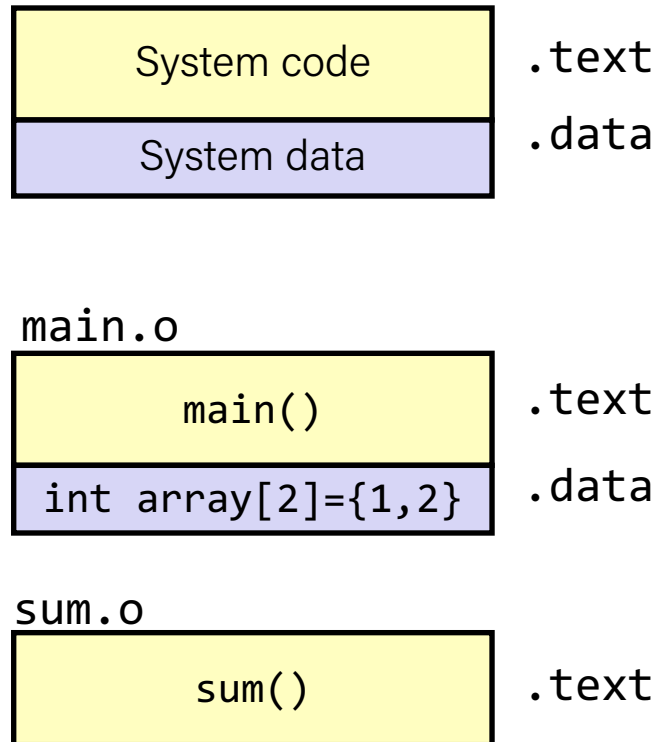 System code .text
System data .data
main.o
main() .text
int array[2]={1,2} .data
sum.o
sum() .text